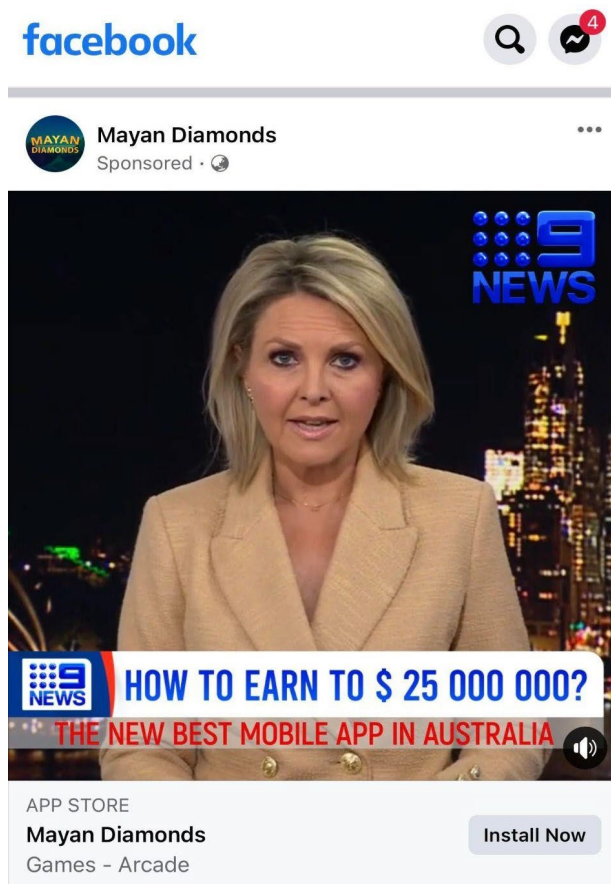 facebook
4
MAYAN
DIAMONDS
Mayan Diamonds
Sponsored ·
9
NEWS
9
NEWS
HOW TO EARN TO $ 25 000 000?
THE NEW BEST MOBILE APP IN AUSTRALIA
APP STORE
Mayan Diamonds
Install Now
Games - Arcade